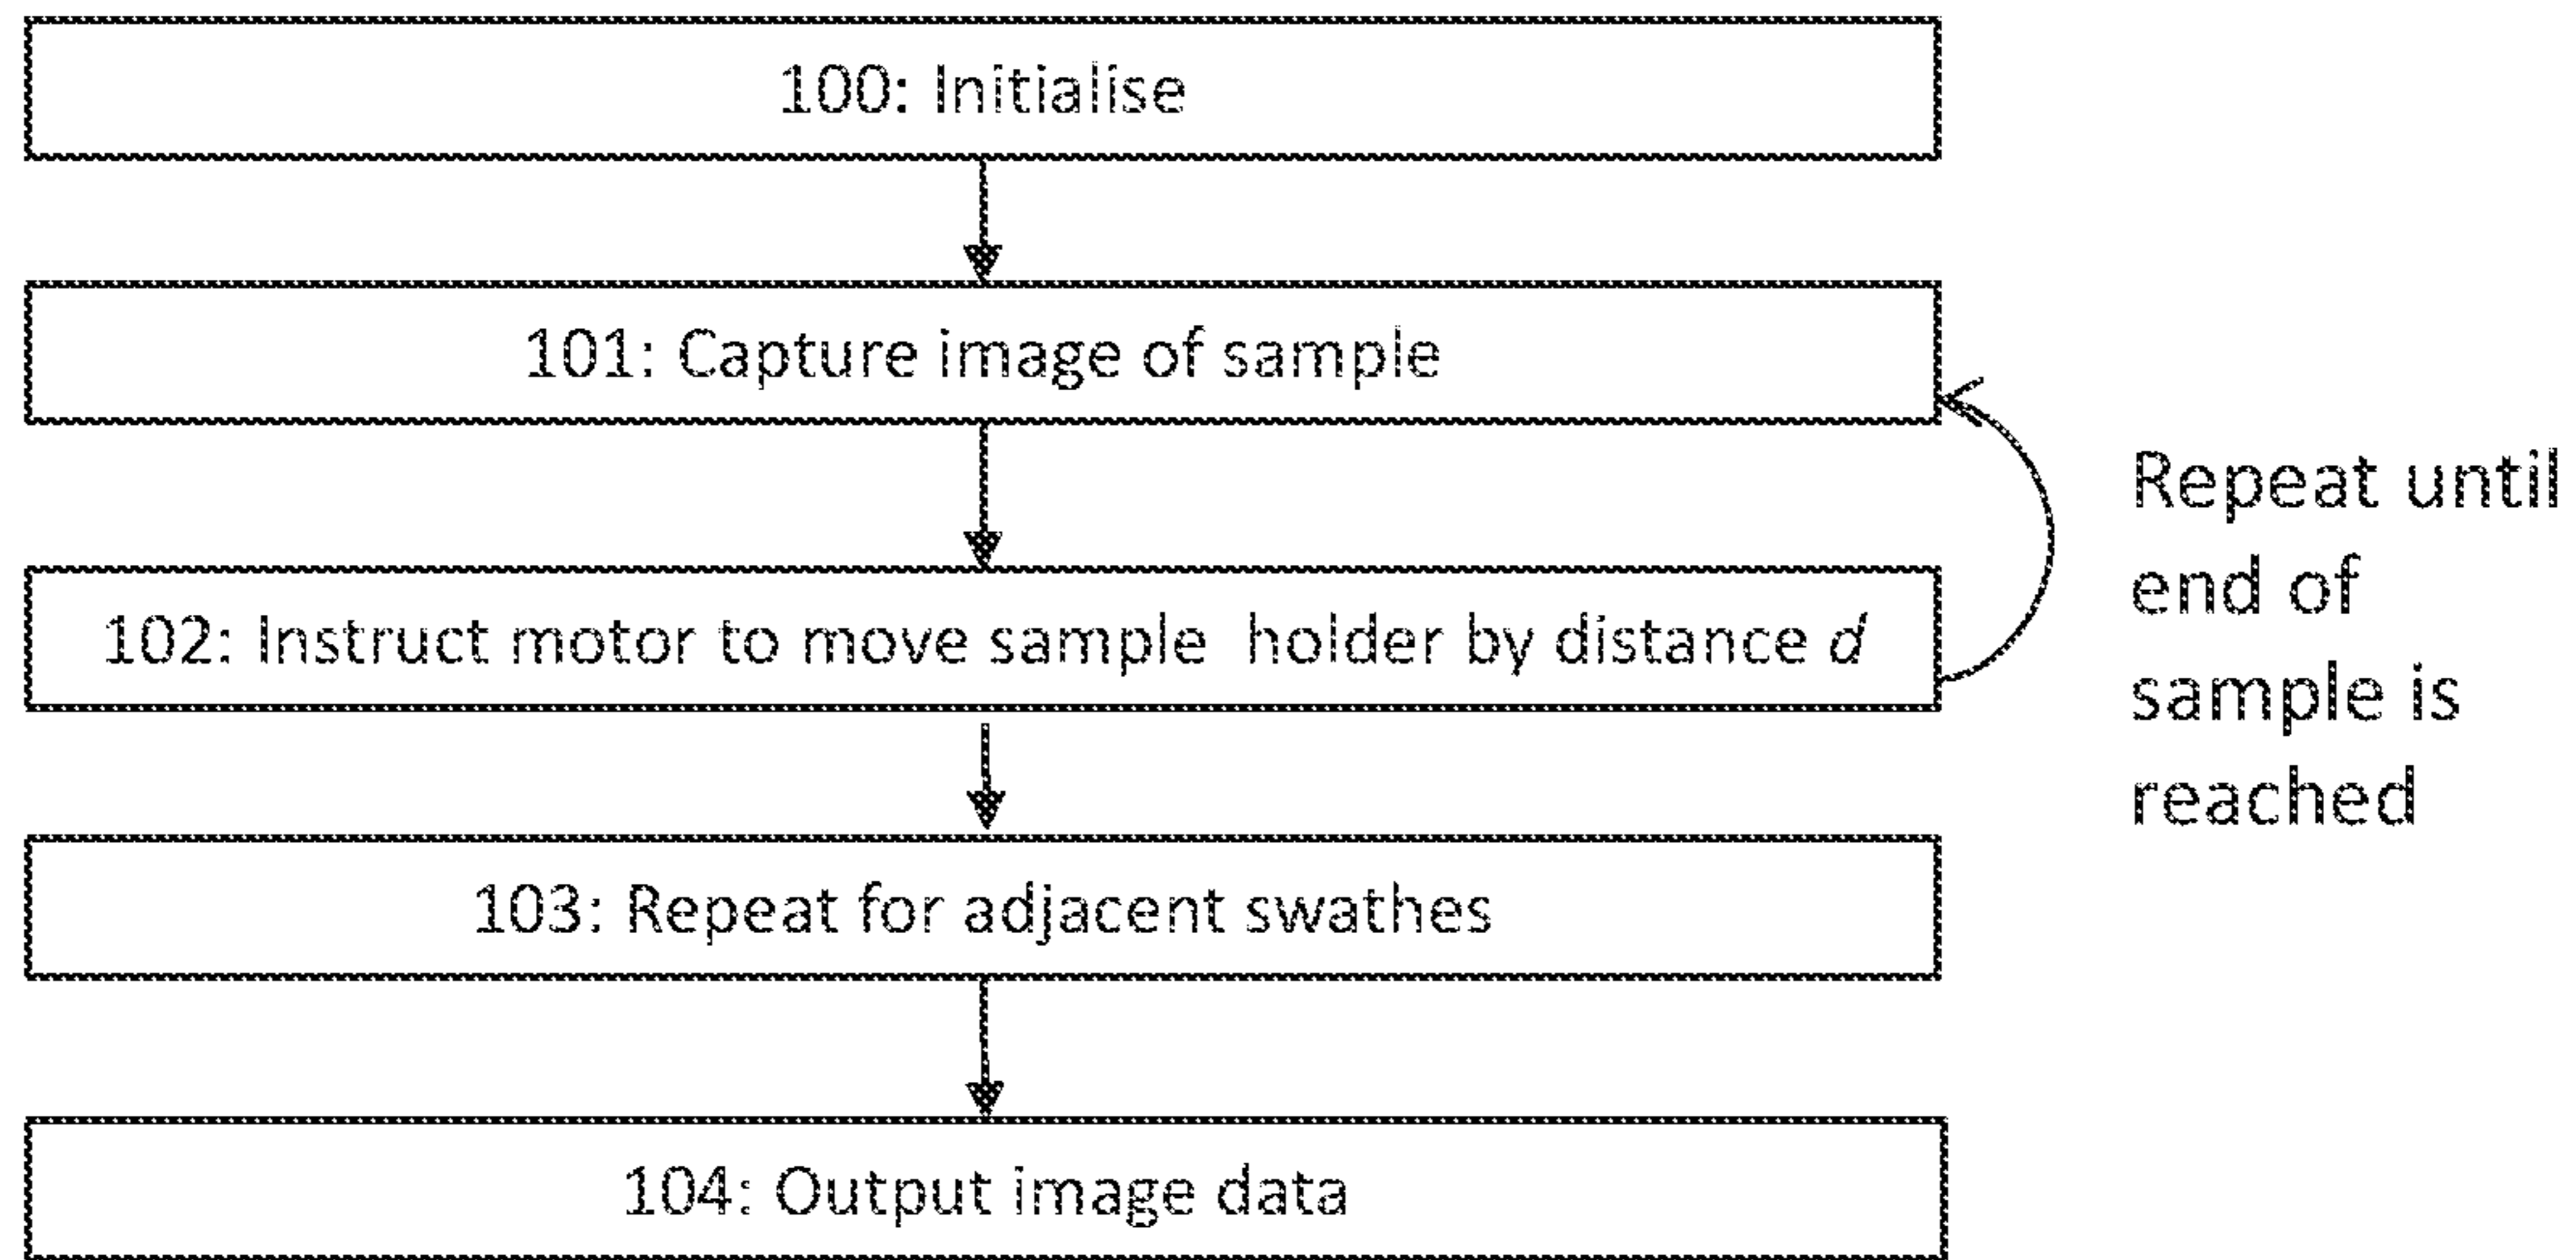 100: Initialise
101: Capture image of sample
102: Instruct motor to move sample holder by distance d
Repeat until
end of
sample is
reached
103: Repeat for adjacent swathes
104: Output image data